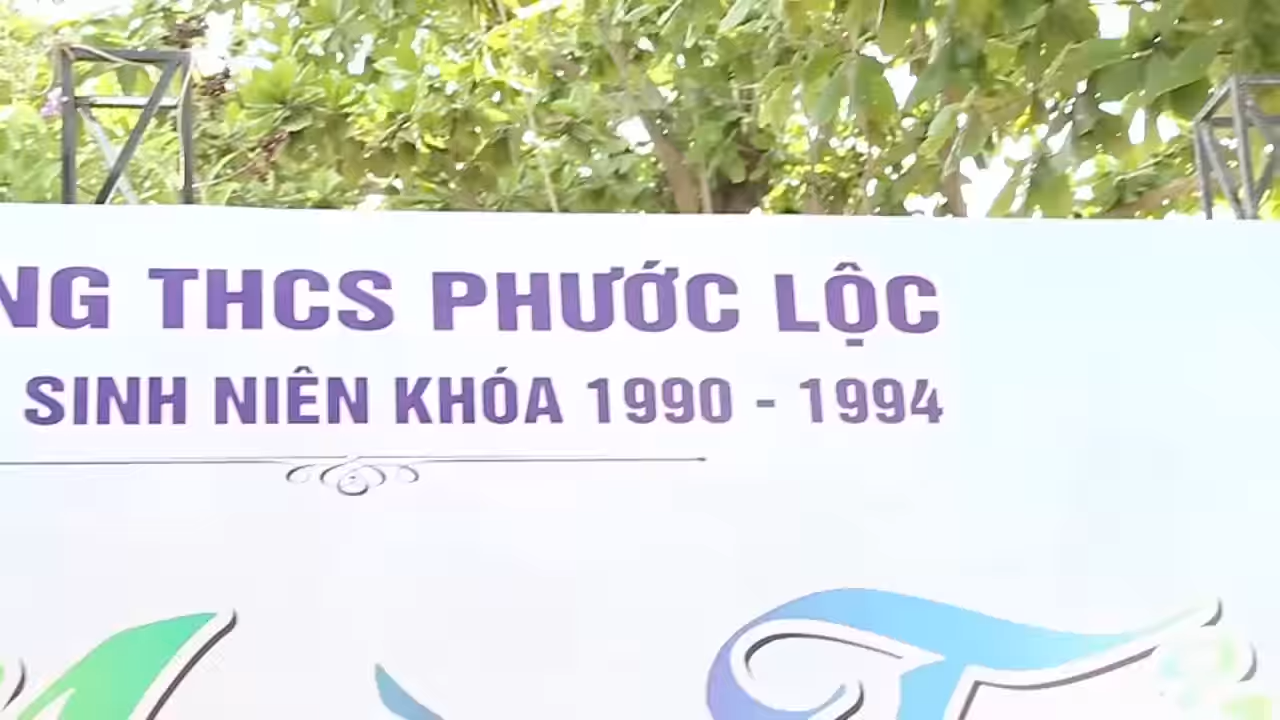 NG THCS PHƯỚC LỘC
SINH NIÊN KHÓA 1990 - 1994